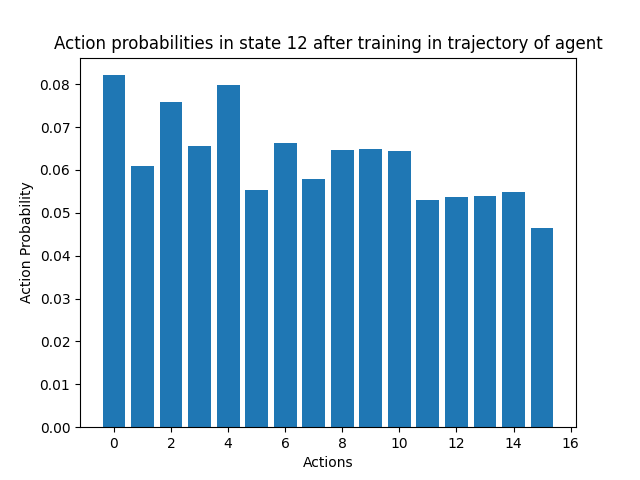 Action probabilities in state 12 after training in trajectory of agent
0.08
0.07
0.06
0.05
0.04
0.03
0.02
0.01
0.00
Action Probability
0 2 4 6 8 10 12 14 16
Actions